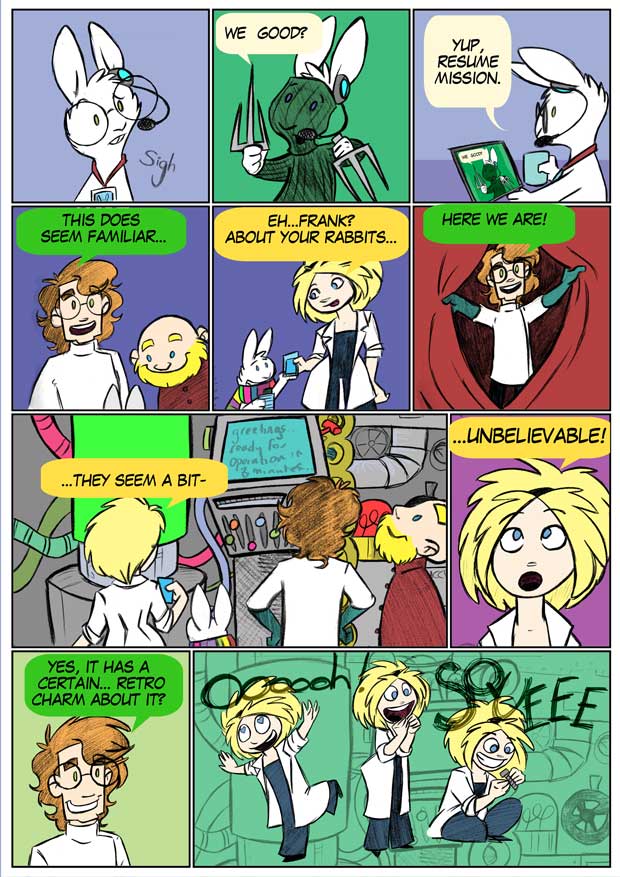 Sigh
WE GOOD?
YUP,
RESUME
MISSION.
WE GOOD?
THIS DOES
SEEM FAMILIAR...
EH...FRANK?
ABOUT YOUR RABBITS...
HERE WE ARE!
greetings...
ready for
operation in
3 minutes
...THEY SEEM A BIT-
...UNBELIEVABLE!
YES, IT HAS A
CERTAIN... RETRO
CHARM ABOUT IT?
Oooooh!
SQUEEE